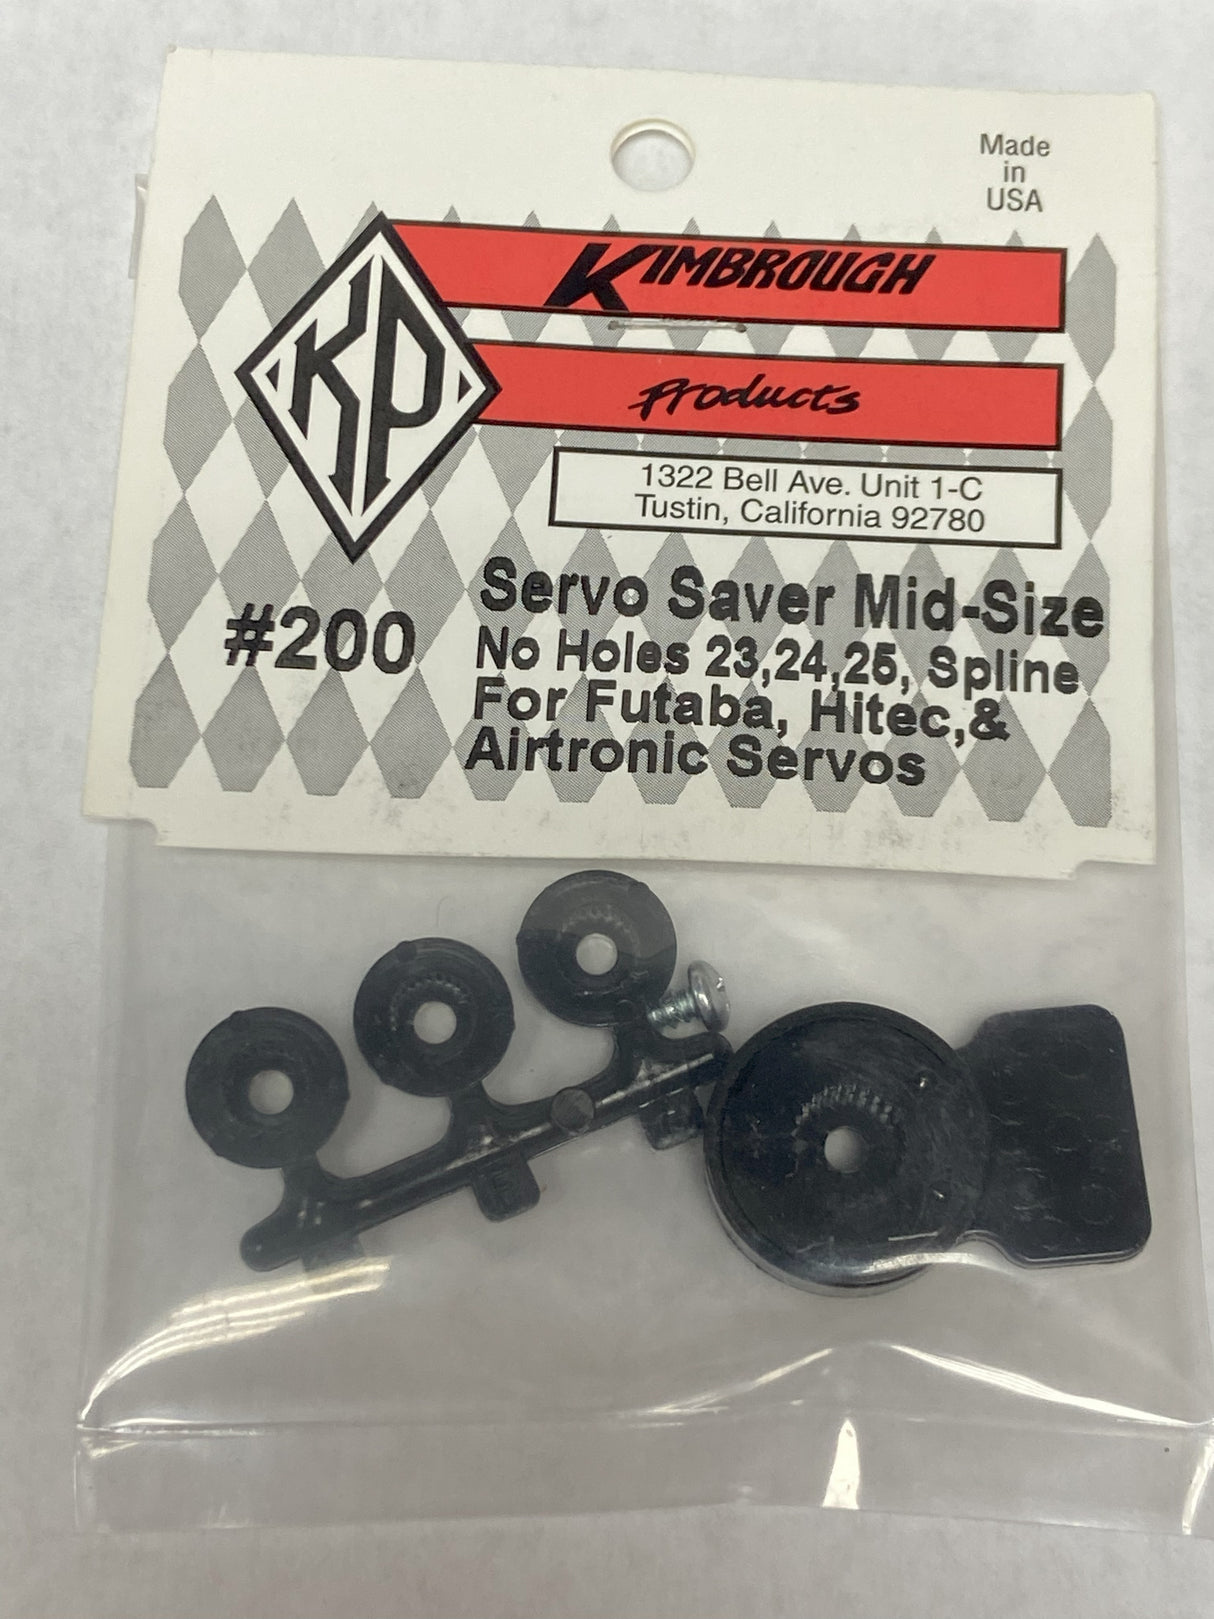 Made
in
USA
KIMBROUGH
KP
Products
1322 Bell Ave. Unit 1-C
Tustin, California 92780
#200
Servo Saver Mid-Size
No Holes 23,24,25, Spline
For Futaba, Hitec,&
Airtronic Servos